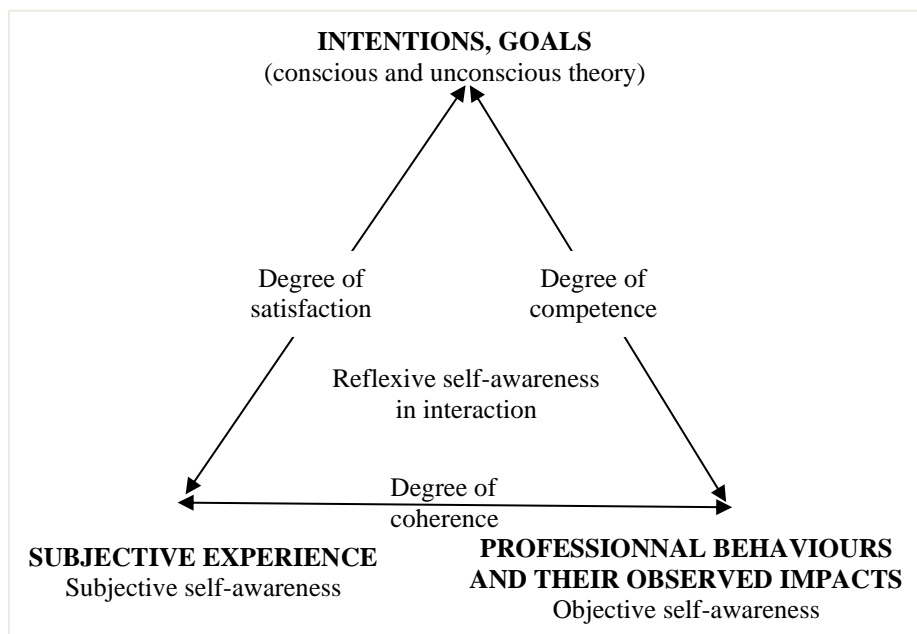 INTENTIONS, GOALS
(conscious and unconscious theory)
Degree of
satisfaction
Degree of
competence
Reflexive self-awareness
in interaction
Degree of
coherence
SUBJECTIVE EXPERIENCE
Subjective self-awareness
PROFESSIONNAL BEHAVIOURS
AND THEIR OBSERVED IMPACTS
Objective self-awareness